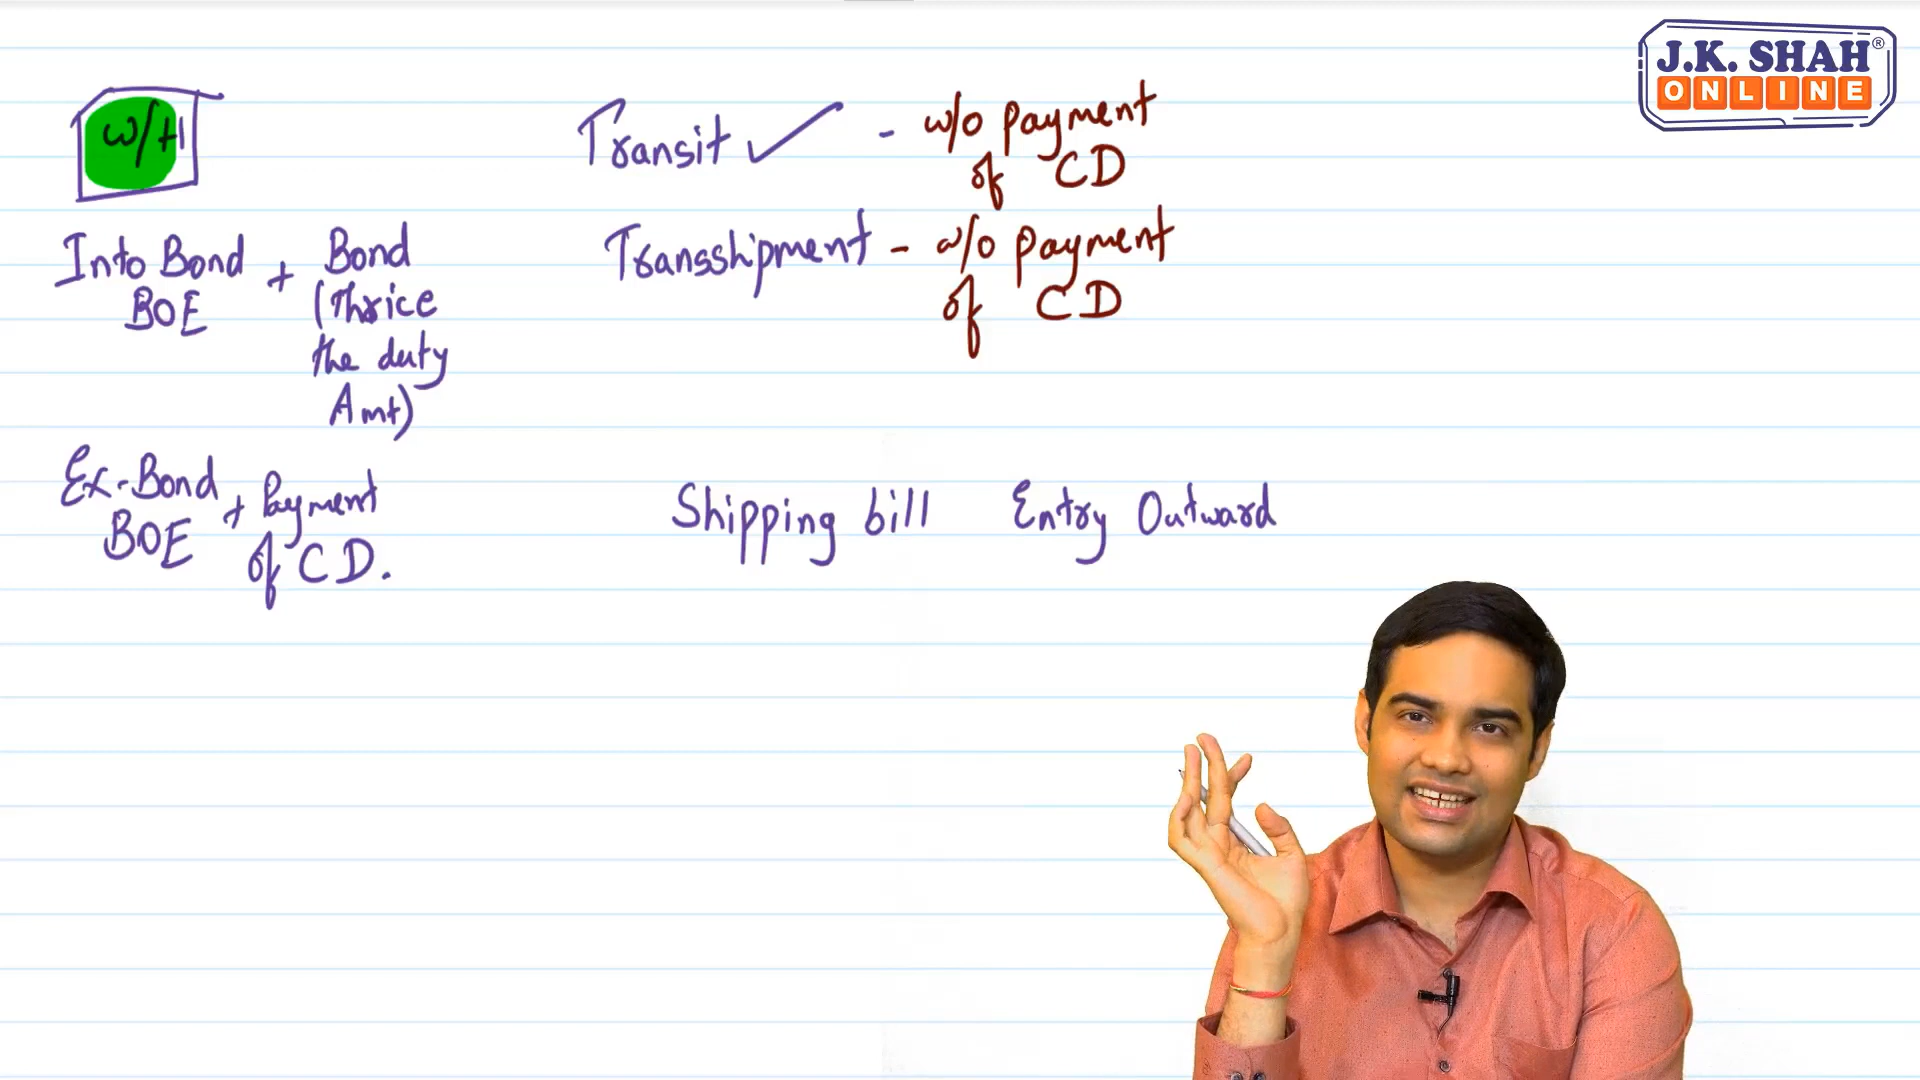 J.K. SHAH®
ONLINE
W/H
Into Bond + Bond
BOE (Thrice
the duty
Amt)
Ex-Bond + Payment
BOE of CD.
Transit ✓ - w/o payment
of CD
Transshipment - w/o payment
of CD
Shipping bill Entry Outward